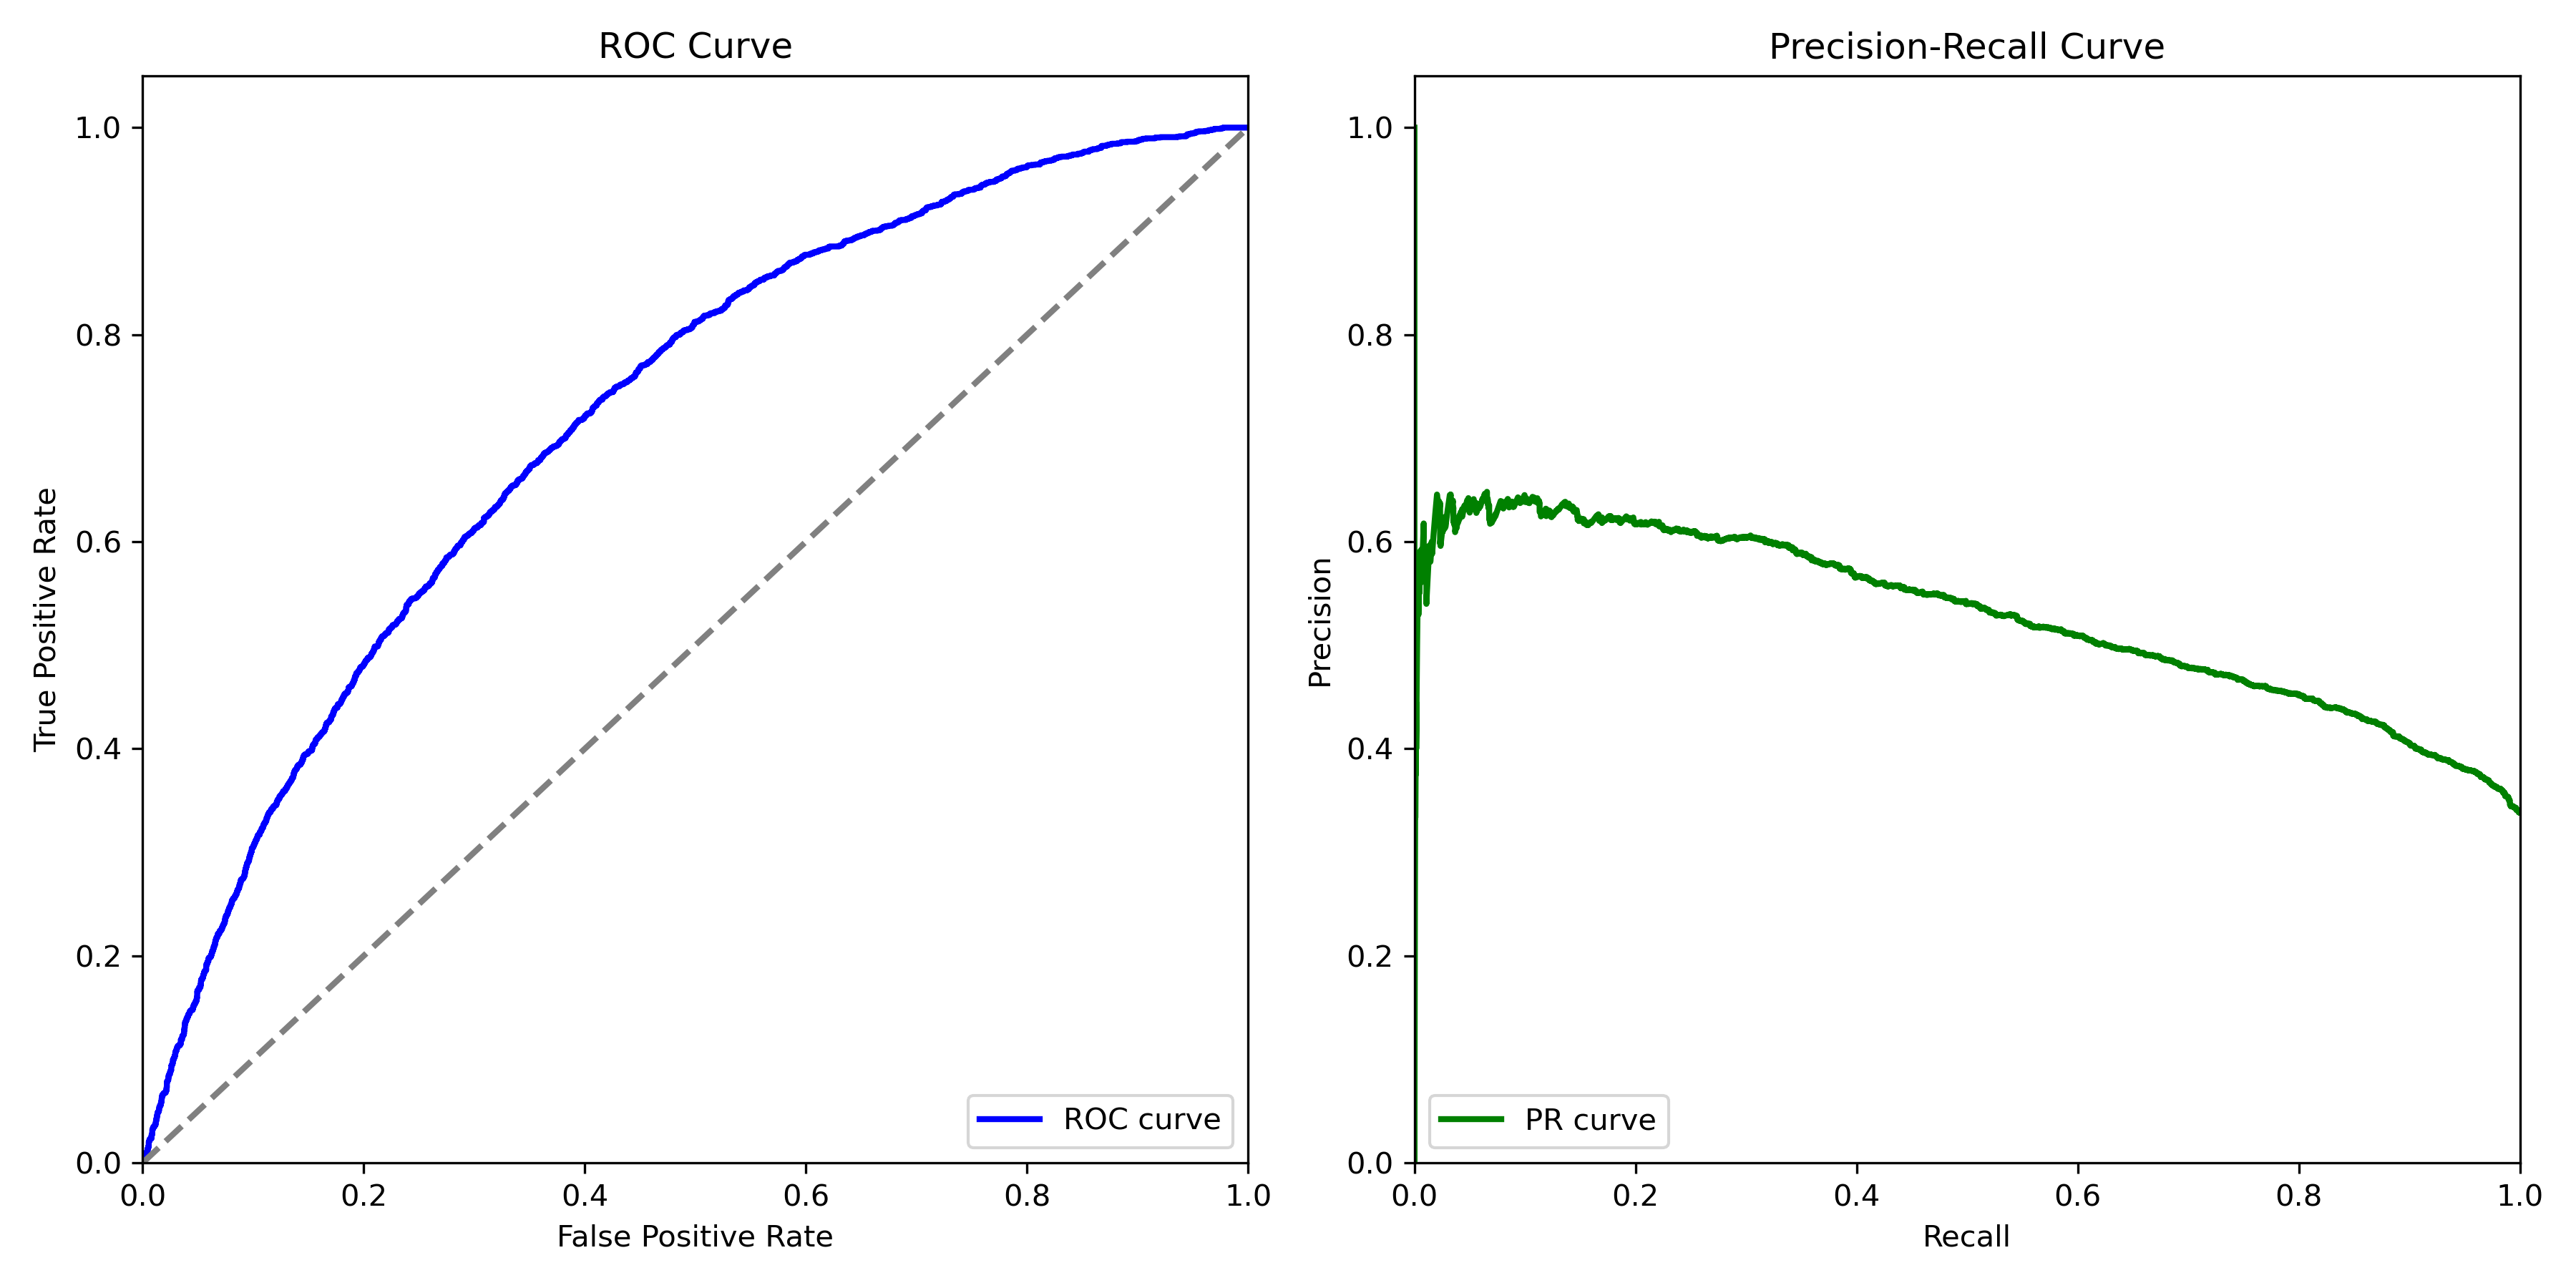 ROC Curve
1.0
0.8
0.6
0.4
0.2
0.0
True Positive Rate
0.0 0.2 0.4 0.6 0.8 1.0
False Positive Rate
ROC curve
Precision-Recall Curve
1.0
0.8
0.6
0.4
0.2
0.0
Precision
0.0 0.2 0.4 0.6 0.8 1.0
Recall
PR curve